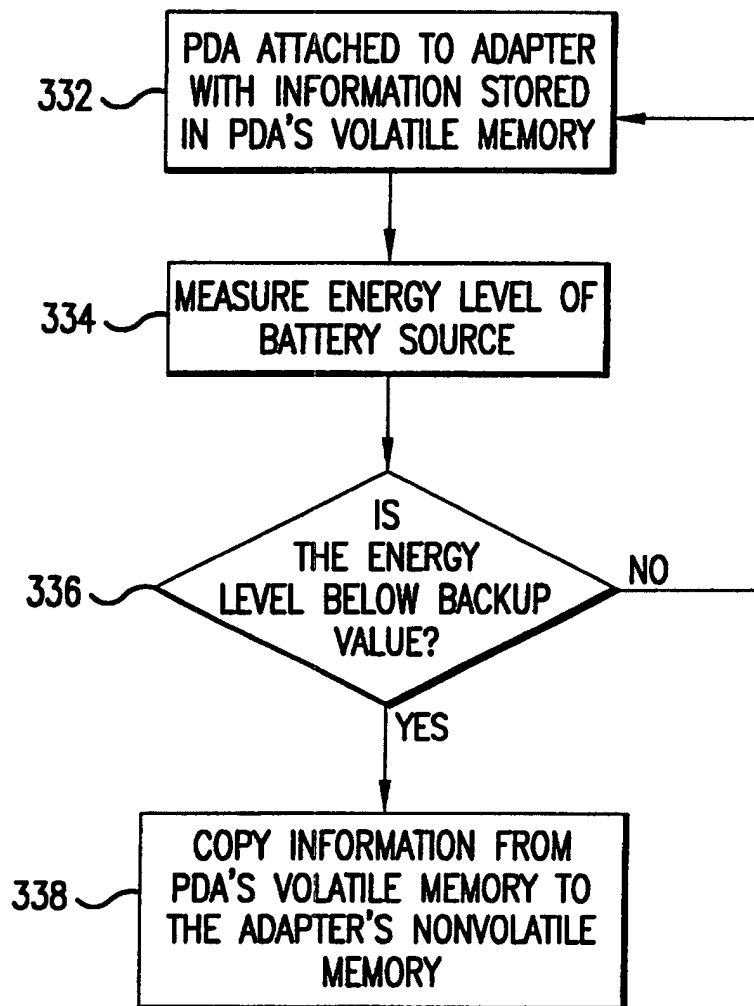 PDA ATTACHED TO ADAPTER
WITH INFORMATION STORED
IN PDA'S VOLATILE MEMORY
332
MEASURE ENERGY LEVEL OF
BATTERY SOURCE
334
IS
THE ENERGY
LEVEL BELOW BACKUP
VALUE?
336
NO
YES
COPY INFORMATION FROM
PDA'S VOLATILE MEMORY TO
THE ADAPTER'S NONVOLATILE
MEMORY
338